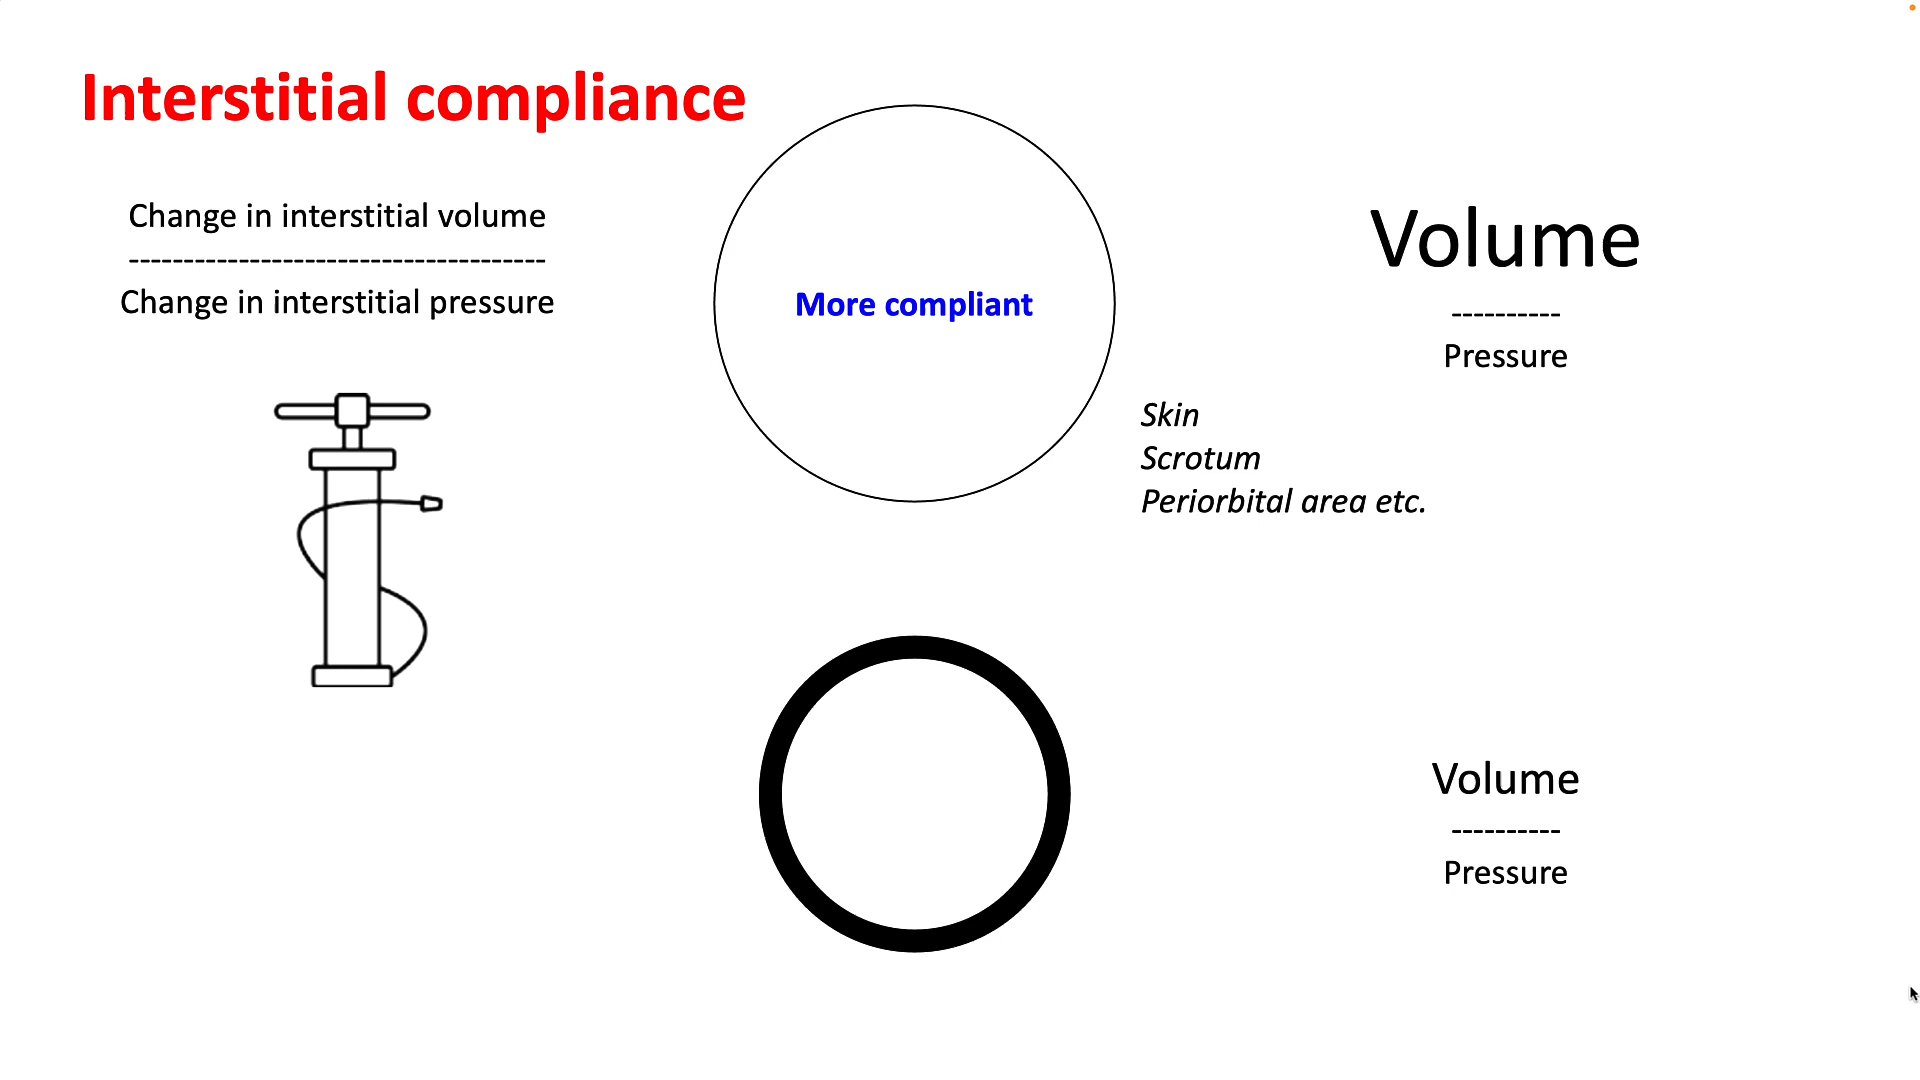 Interstitial compliance
Change in interstitial volume
--------------------------------------
Change in interstitial pressure
More compliant
Volume
----------
Pressure
Skin
Scrotum
Periorbital area etc.
Volume
----------
Pressure